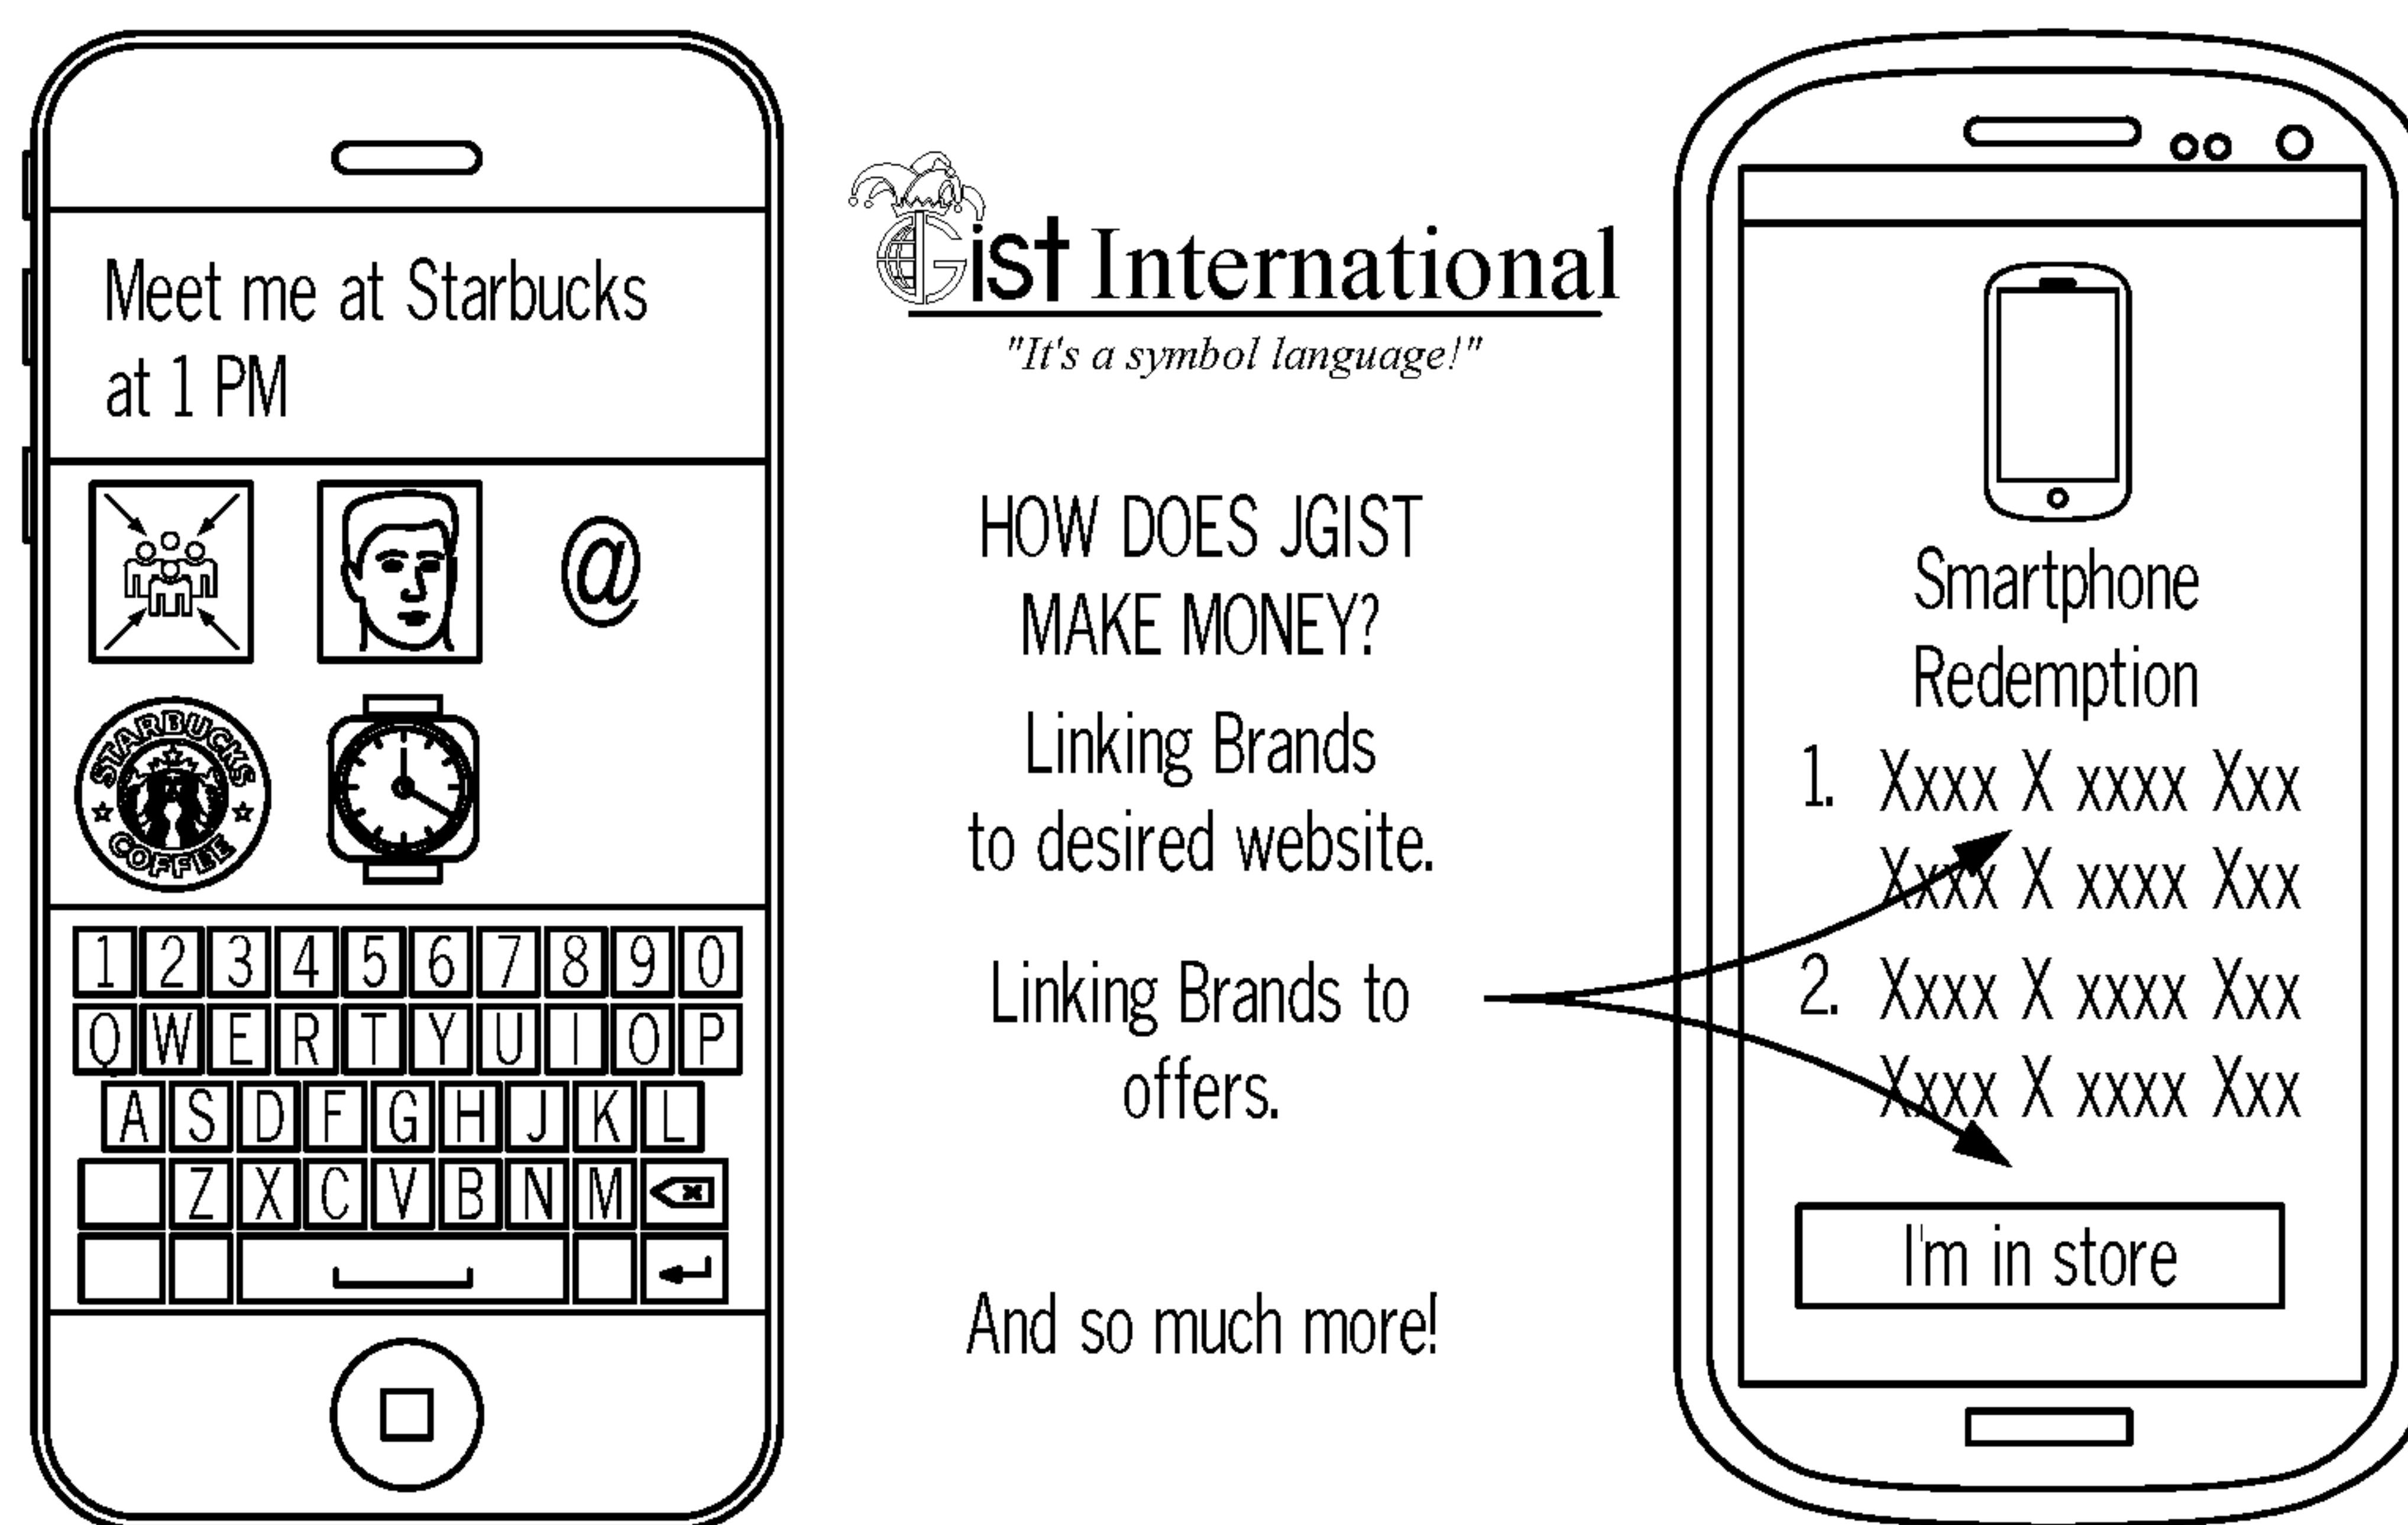 Meet me at Starbucks
at 1 PM
@
STARBUCKS
COFFEE
1 2 3 4 5 6 7 8 9 0
Q W E R T Y U I O P
A S D F G H J K L
Z X C V B N M
Gist International
"It's a symbol language!"
HOW DOES JGIST
MAKE MONEY?
Linking Brands
to desired website.
Linking Brands to
offers.
And so much more!
Smartphone
Redemption
1. Xxxx X xxxx Xxx
Xxxx X xxxx Xxx
2. Xxxx X xxxx Xxx
Xxxx X xxxx Xxx
I'm in store